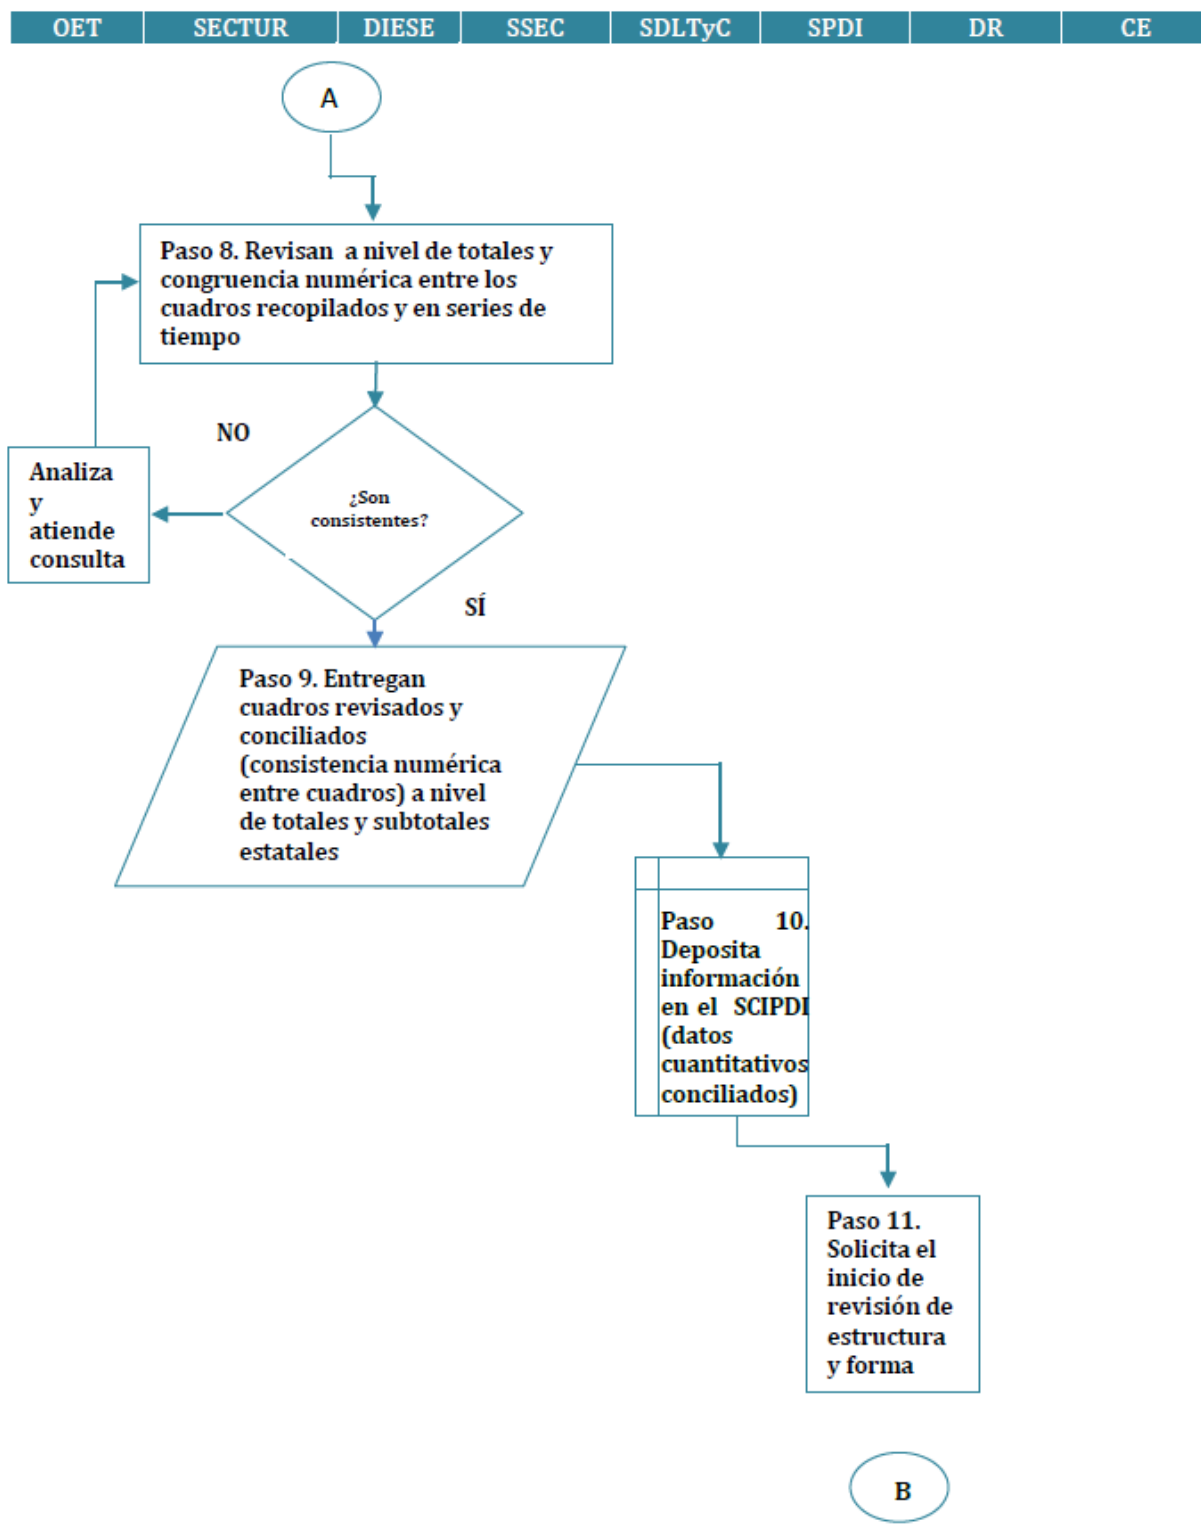 OET SECTUR DIESE SSEC SDLTyC SPDI DR CE
A
Paso 8. Revisan a nivel de totales y
congruencia numérica entre los
cuadros recopilados y en series de
tiempo
NO
Analiza
y
atiende
consulta
¿Son
consistentes?
SÍ
Paso 9. Entregan
cuadros revisados y
conciliados
(consistencia numérica
entre cuadros) a nivel
de totales y subtotales
estatales
Paso 10.
Deposita
información
en el SCIPDI
(datos
cuantitativos
conciliados)
Paso 11.
Solicita el
inicio de
revisión de
estructura
y forma
B